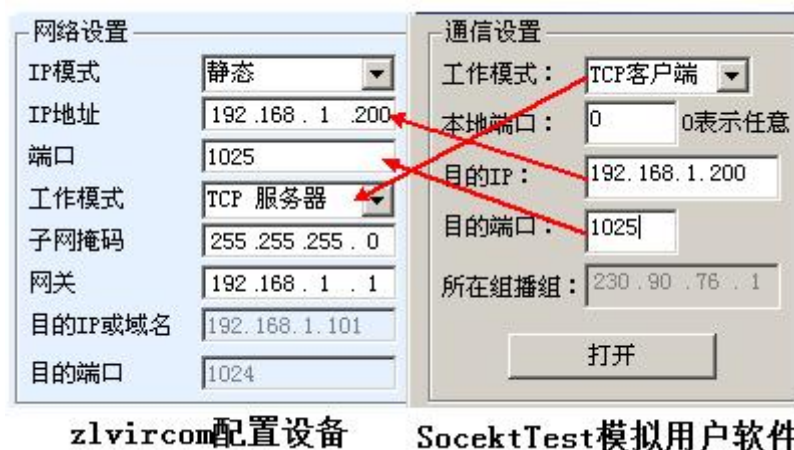 网络设置
IP模式 静态
IP地址 192 .168 . 1 .200
端口 1025
工作模式 TCP 服务器
子网掩码 255 .255 .255 . 0
网关 192 .168 . 1 . 1
目的IP或域名 192.168.1.101
目的端口 1024
zlvircom配置设备
通信设置
工作模式： TCP客户端
本地端口： 0 0表示任意
目的IP： 192.168.1.200
目的端口： 1025
所在组播组： 230 .90 .76 . 1
打开
SocektTest模拟用户软件